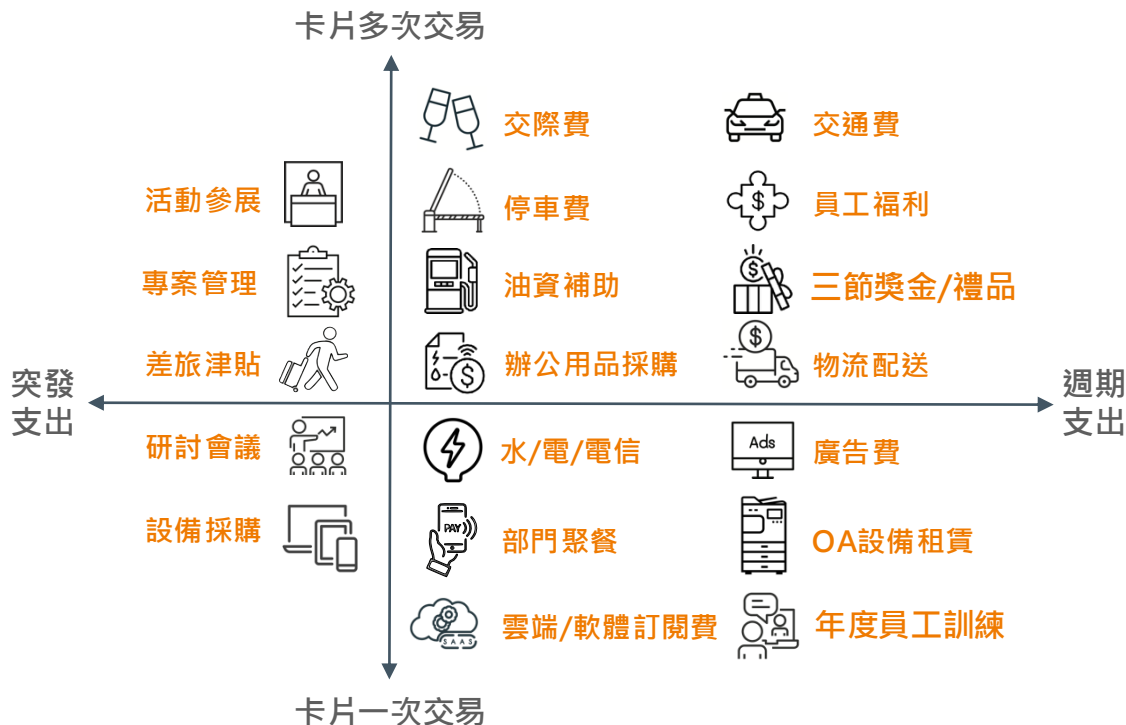 卡片多次交易
交際費
交通費
活動參展
停車費
員工福利
專案管理
油資補助
三節獎金/禮品
差旅津貼
辦公用品採購
物流配送
突發
支出
週期
支出
研討會議
水/電/電信
Ads
廣告費
設備採購
PAY
部門聚餐
OA設備租賃
SAAS
雲端/軟體訂閱費
年度員工訓練
卡片一次交易